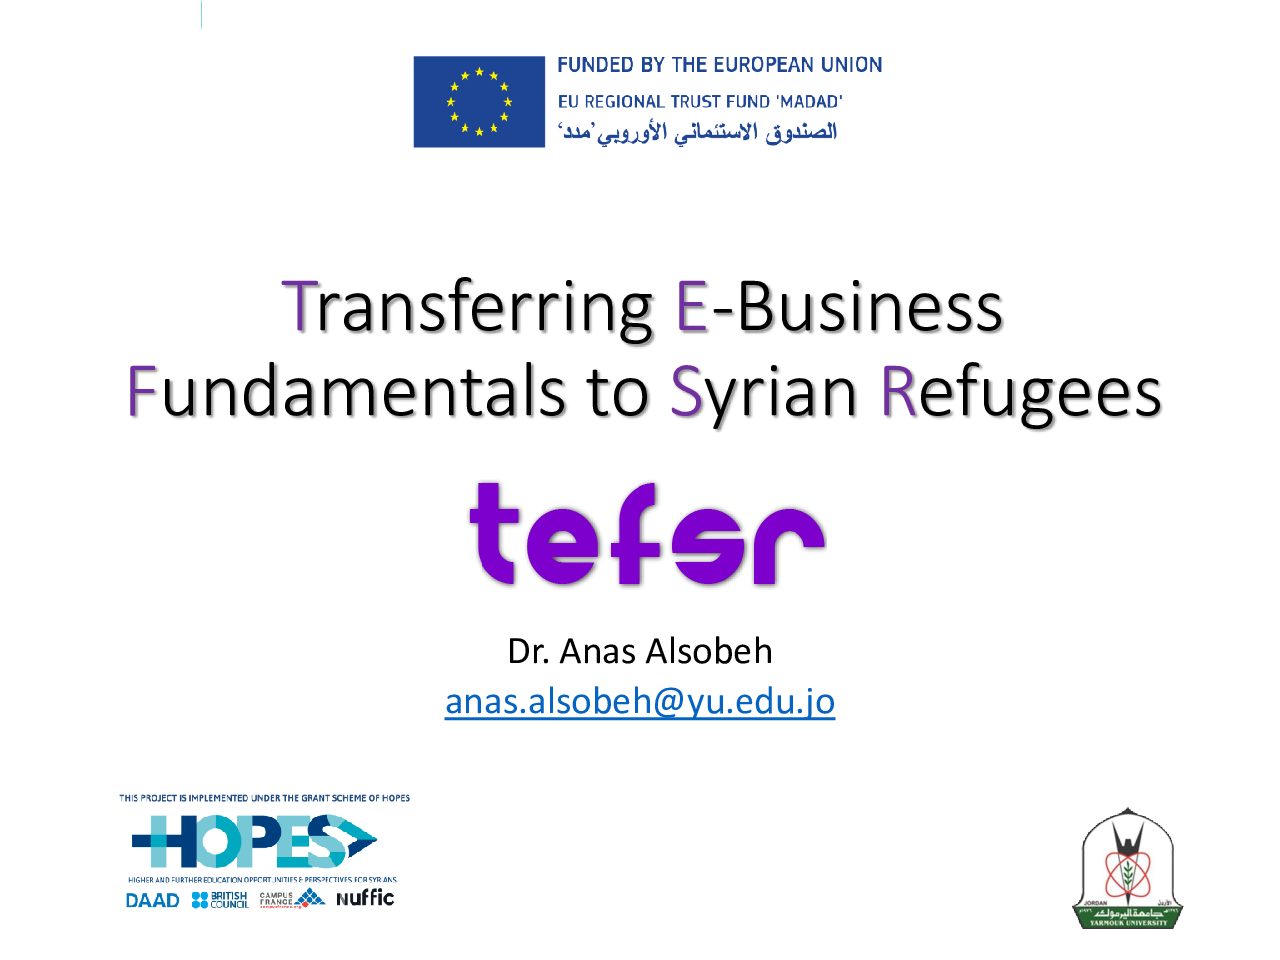 FUNDED BY THE EUROPEAN UNION
EU REGIONAL TRUST FUND 'MADAD'
الصندوق الاستئماني الأوروبي 'مدد'
Transferring E-Business
Fundamentals to Syrian Refugees
tefsr
Dr. Anas Alsobeh
anas.alsobeh@yu.edu.jo
THIS PROJECT IS IMPLEMENTED UNDER THE GRANT SCHEME OF HOPES
HOPES
HIGHER AND FURTHER EDUCATION OPPORTUNITIES & PERSPECTIVES FOR SYRIANS
DAAD
BRITISH
COUNCIL
CAMPUS
FRANCE
nuffic
JORDAN
الأردن
جامعة اليرموك
YARMOUK UNIVERSITY